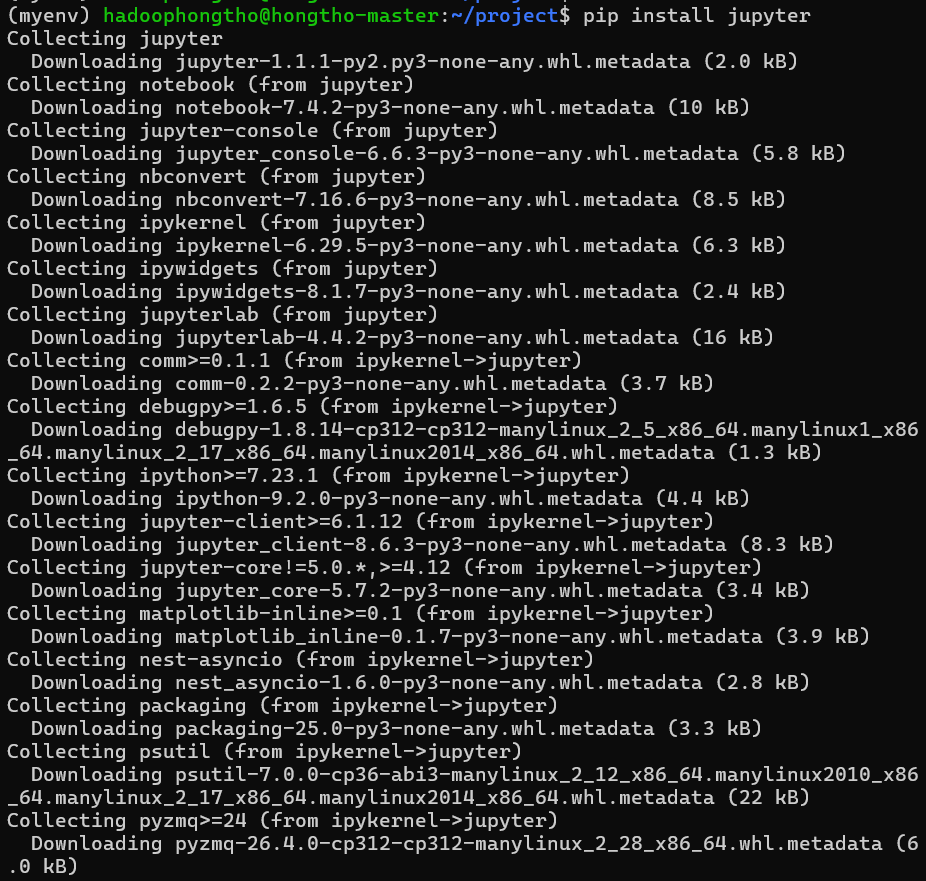 (myenv) hadoophongtho@hongtho-master:~/project$ pip install jupyter
Collecting jupyter
  Downloading jupyter-1.1.1-py2.py3-none-any.whl.metadata (2.0 kB)
Collecting notebook (from jupyter)
  Downloading notebook-7.4.2-py3-none-any.whl.metadata (10 kB)
Collecting jupyter-console (from jupyter)
  Downloading jupyter_console-6.6.3-py3-none-any.whl.metadata (5.8 kB)
Collecting nbconvert (from jupyter)
  Downloading nbconvert-7.16.6-py3-none-any.whl.metadata (8.5 kB)
Collecting ipykernel (from jupyter)
  Downloading ipykernel-6.29.5-py3-none-any.whl.metadata (6.3 kB)
Collecting ipywidgets (from jupyter)
  Downloading ipywidgets-8.1.7-py3-none-any.whl.metadata (2.4 kB)
Collecting jupyterlab (from jupyter)
  Downloading jupyterlab-4.4.2-py3-none-any.whl.metadata (16 kB)
Collecting comm>=0.1.1 (from ipykernel->jupyter)
  Downloading comm-0.2.2-py3-none-any.whl.metadata (3.7 kB)
Collecting debugpy>=1.6.5 (from ipykernel->jupyter)
  Downloading debugpy-1.8.14-cp312-cp312-manylinux_2_5_x86_64.manylinux1_x86
_64.manylinux_2_17_x86_64.manylinux2014_x86_64.whl.metadata (1.3 kB)
Collecting ipython>=7.23.1 (from ipykernel->jupyter)
  Downloading ipython-9.2.0-py3-none-any.whl.metadata (4.4 kB)
Collecting jupyter-client>=6.1.12 (from ipykernel->jupyter)
  Downloading jupyter_client-8.6.3-py3-none-any.whl.metadata (8.3 kB)
Collecting jupyter-core!=5.0.*,>=4.12 (from ipykernel->jupyter)
  Downloading jupyter_core-5.7.2-py3-none-any.whl.metadata (3.4 kB)
Collecting matplotlib-inline>=0.1 (from ipykernel->jupyter)
  Downloading matplotlib_inline-0.1.7-py3-none-any.whl.metadata (3.9 kB)
Collecting nest-asyncio (from ipykernel->jupyter)
  Downloading nest_asyncio-1.6.0-py3-none-any.whl.metadata (2.8 kB)
Collecting packaging (from ipykernel->jupyter)
  Downloading packaging-25.0-py3-none-any.whl.metadata (3.3 kB)
Collecting psutil (from ipykernel->jupyter)
  Downloading psutil-7.0.0-cp36-abi3-manylinux_2_12_x86_64.manylinux2010_x86
_64.manylinux_2_17_x86_64.manylinux2014_x86_64.whl.metadata (22 kB)
Collecting pyzmq>=24 (from ipykernel->jupyter)
  Downloading pyzmq-26.4.0-cp312-cp312-manylinux_2_28_x86_64.whl.metadata (6
.0 kB)